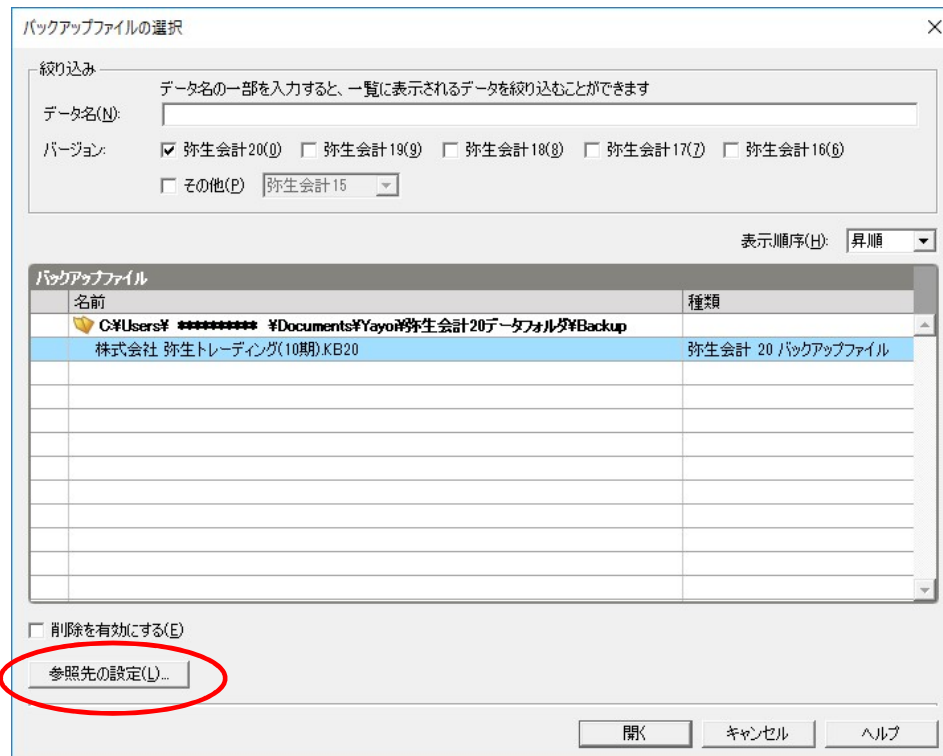 バックアップファイルの選択
絞り込み
データ名の一部を入力すると、一覧に表示されるデータを絞り込むことができます
データ名(N):
バージョン: 弥生会計20(0) 弥生会計19(9) 弥生会計18(8) 弥生会計17(7) 弥生会計16(6)
その他(P) 弥生会計15
表示順序(H): 昇順
バックアップファイル
名前 種類
C:¥Users¥ ********** ¥Documents¥Yayoi¥弥生会計20データフォルダ¥Backup
株式会社 弥生トレーディング(10期).KB20 弥生会計 20 バックアップファイル
削除を有効にする(E)
参照先の設定(L)...
開く キャンセル ヘルプ